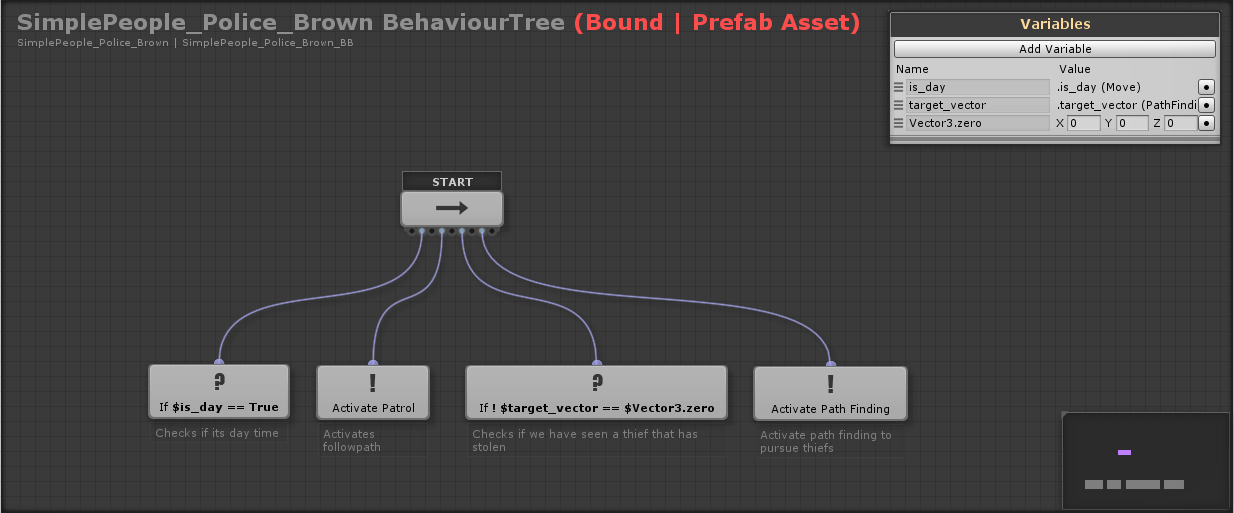 SimplePeople_Police_Brown BehaviourTree (Bound | Prefab Asset)
SimplePeople_Police_Brown | SimplePeople_Police_Brown_BB
Variables
Add Variable
Name Value
is_day .is_day (Move)
target_vector .target_vector (PathFindi
Vector3.zero X 0 Y 0 Z 0
START
?
If $is_day == True
Checks if its day time
!
Activate Patrol
Activates
followpath
?
If ! $target_vector == $Vector3.zero
Checks if we have seen a thief that has
stolen
!
Activate Path Finding
Activate path finding to
pursue thiefs